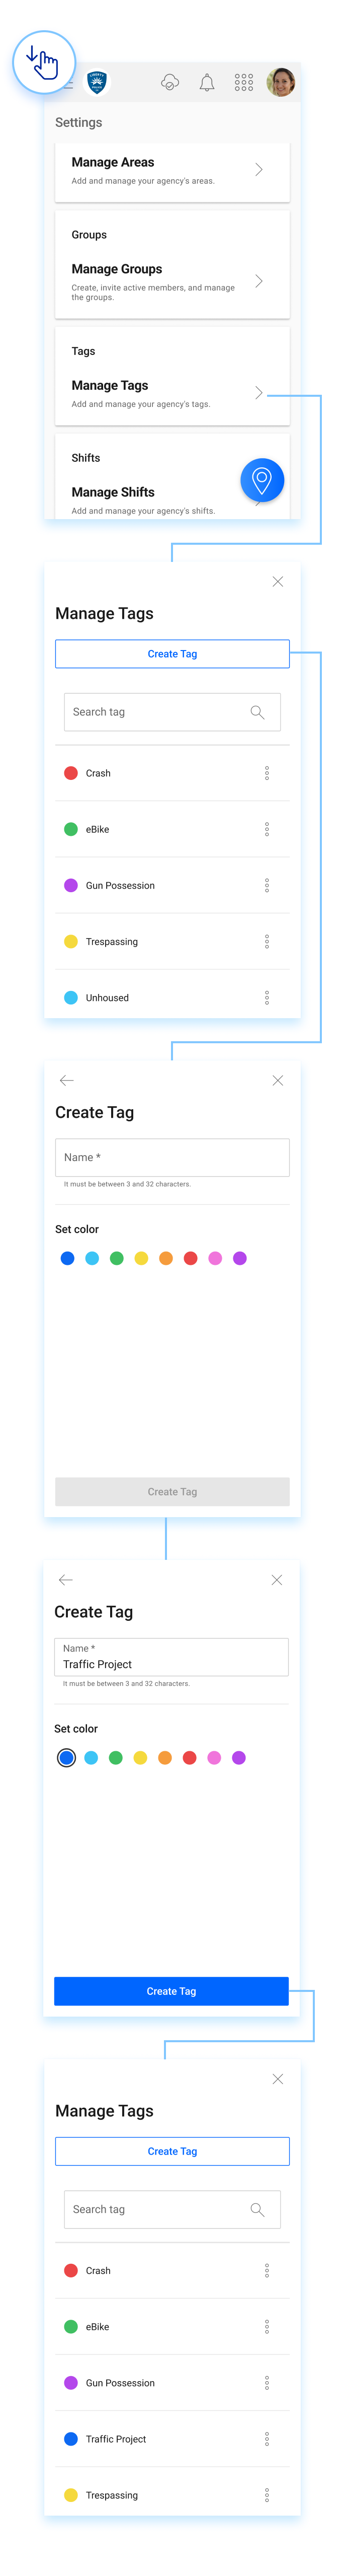 Settings
Manage Areas
Add and manage your agency's areas.
Groups
Manage Groups
Create, invite active members, and manage
the groups.
Tags
Manage Tags
Add and manage your agency's tags.
Shifts
Manage Shifts
Add and manage your agency's shifts.
Manage Tags
Create Tag
Search tag
Crash
eBike
Gun Possession
Trespassing
Unhoused
Create Tag
Name *
It must be between 3 and 32 characters.
Set color
Create Tag
Create Tag
Name *
Traffic Project
It must be between 3 and 32 characters.
Set color
Create Tag
Manage Tags
Create Tag
Search tag
Crash
eBike
Gun Possession
Traffic Project
Trespassing